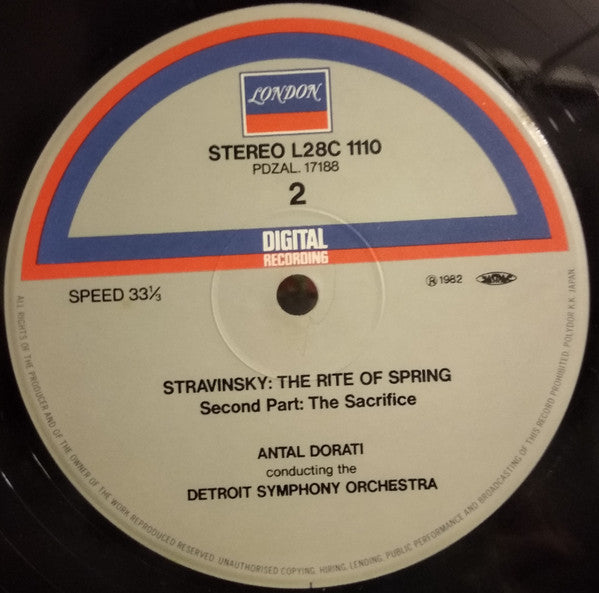 LONDON
STEREO L28C 1110
PDZAL. 17188
2
DIGITAL
RECORDING
SPEED 33⅓
Ⓡ 1982
STRAVINSKY: THE RITE OF SPRING
Second Part: The Sacrifice
ANTAL DORATI
conducting the
DETROIT SYMPHONY ORCHESTRA
ALL RIGHTS OF THE PRODUCER AND OF THE OWNER OF THE WORK REPRODUCED RESERVED. UNAUTHORISED COPYING, HIRING, LENDING, PUBLIC PERFORMANCE AND BROADCASTING OF THIS RECORD PROHIBITED. POLYDOR K.K. JAPAN.